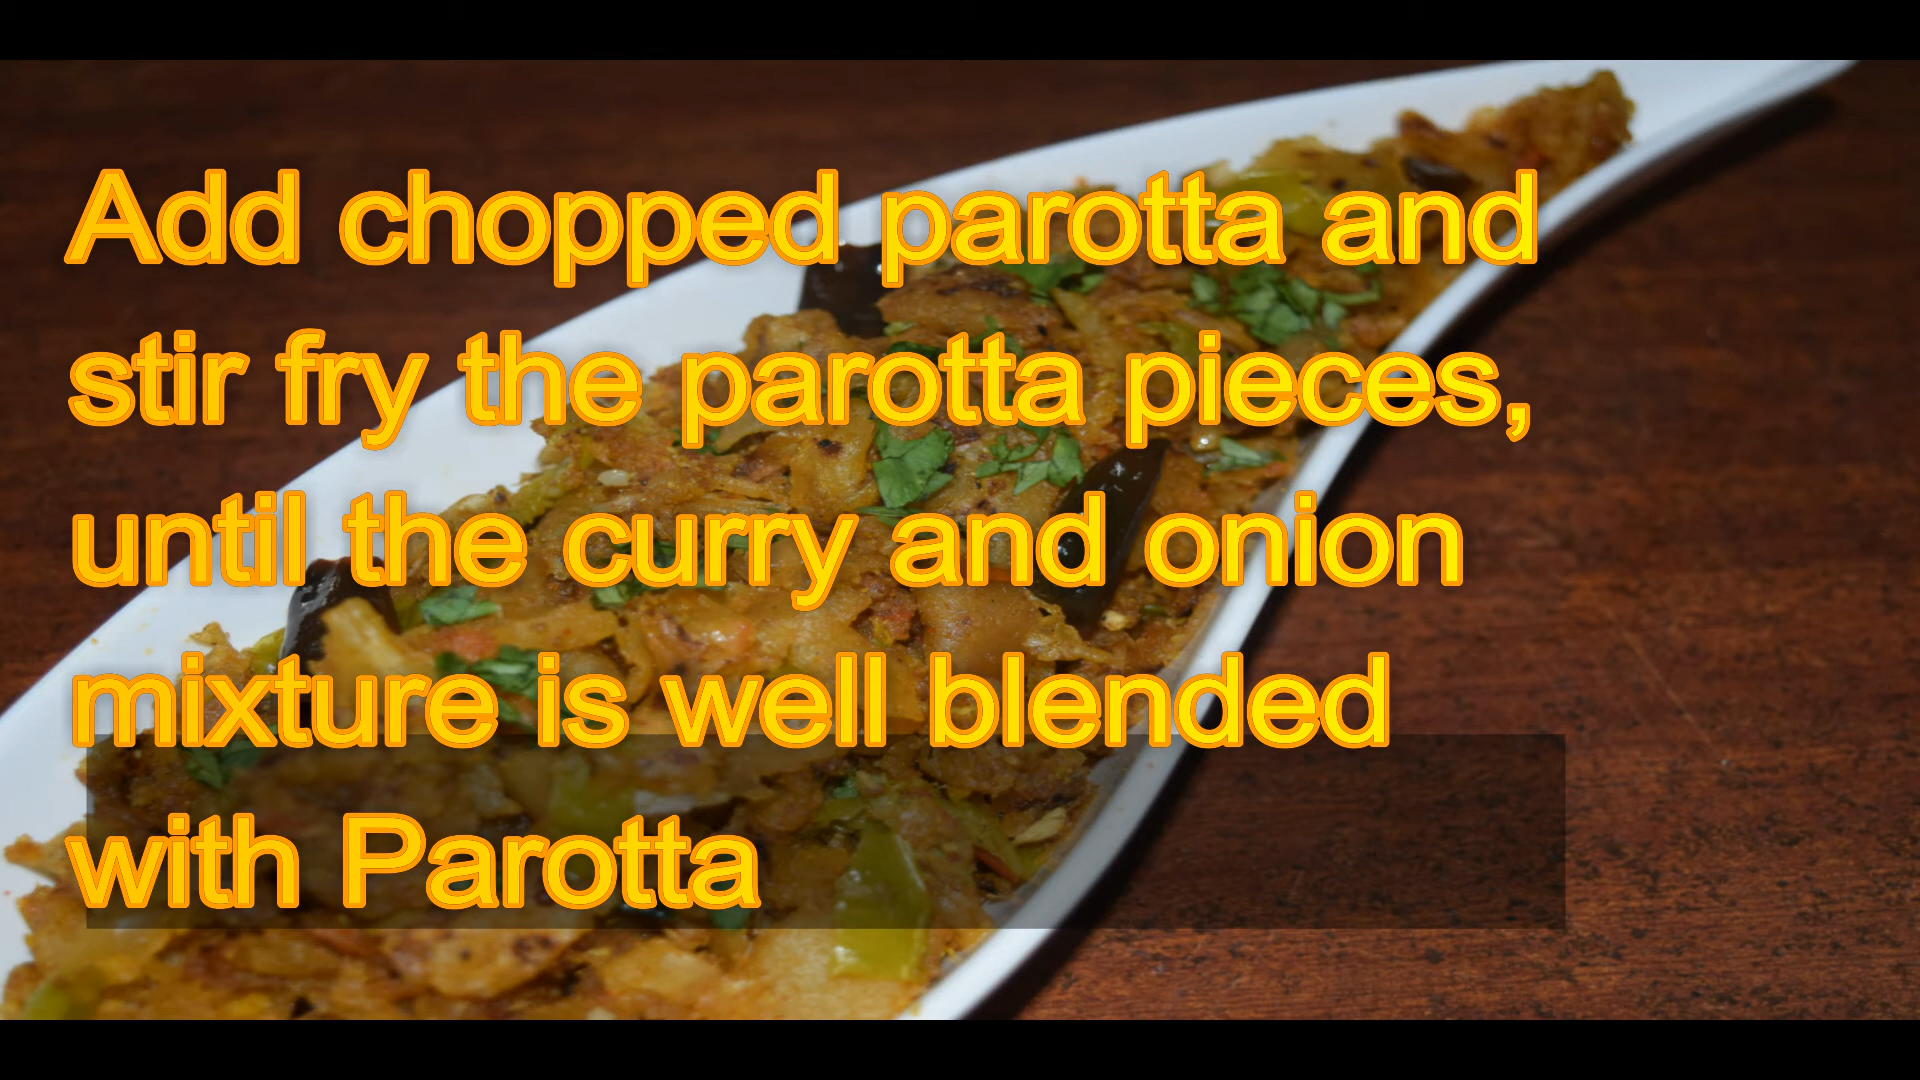 Add chopped parotta and
stir fry the parotta pieces,
until the curry and onion
mixture is well blended
with Parotta